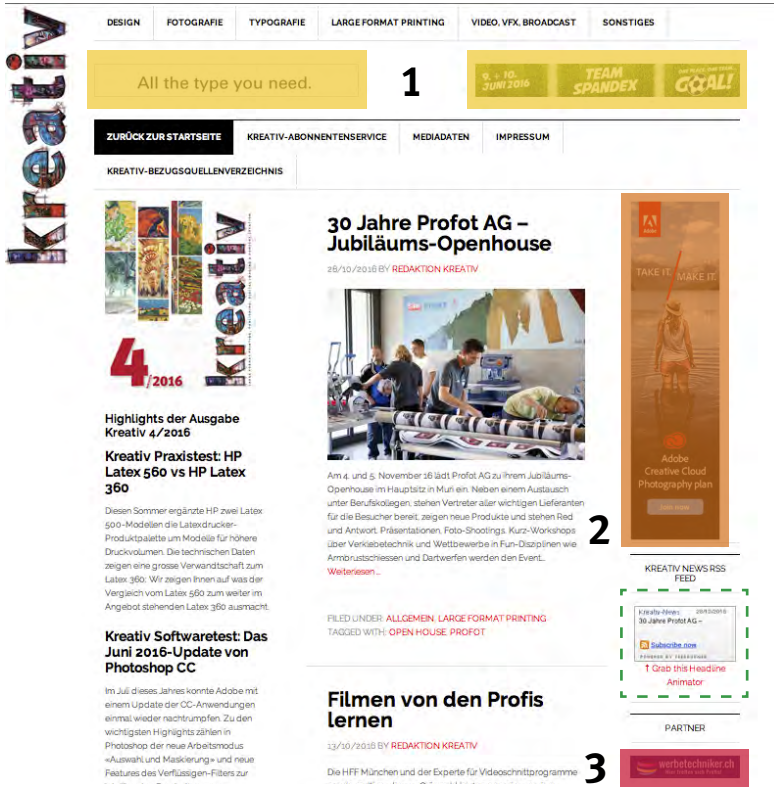 kreativ
DESIGN
FOTOGRAFIE
TYPOGRAFIE
LARGE FORMAT PRINTING
VIDEO, VFX, BROADCAST
SONSTIGES
All the type you need.
1
9. + 10.
JUNI 2016
TEAM
SPANDEX
GOAL!
ZURÜCK ZUR STARTSEITE
KREATIV-ABONNENTENSERVICE
MEDIADATEN
IMPRESSUM
KREATIV-BEZUGSQUELLENVERZEICHNIS
kreativ
4/2016
Highlights der Ausgabe
Kreativ 4/2016
Kreativ Praxistest: HP
Latex 560 vs HP Latex
360
Diesen Sommer ergänzte HP zwei Latex
500-Modellen die Latexdrucker-
Produktpalette um Modelle für höhere
Druckvolumen. Die technischen Daten
zeigen eine grosse Verwandtschaft zum
Latex 360: Wir zeigen Ihnen auf was der
Vergleich vom Latex 560 zum weiter im
Angebot stehenden Latex 360 ausmacht.
Kreativ Softwaretest: Das
Juni 2016-Update von
Photoshop CC
Im Juli dieses Jahres konnte Adobe mit
einem Update der CC-Anwendungen
einmal wieder nachtrumpfen. Zu den
wichtigsten Highlights zählen in
Photoshop der neue Arbeitsmodus
«Auswahl und Maskierung» und neue
Features des Verflüssigen-Filters zur
30 Jahre Profot AG –
Jubiläums-Openhouse
28/10/2016 BY REDAKTION KREATIV
Am 4. und 5. November 16 lädt Profot AG zu ihrem Jubiläums-
Openhouse im Hauptsitz in Muri ein. Neben einem Austausch
unter Berufskollegen, stehen Vertreter aller wichtigen Lieferanten
für die Besucher bereit, zeigen neue Produkte und stehen Red
und Antwort. Präsentationen, Foto-Shootings, Kurz-Workshops
über Verklebetechnik und Wettbewerbe in Fun-Disziplinen wie
Armbrustschiessen und Dartwerfen werden den Event...
Weiterlesen ...
FILED UNDER: ALLGEMEIN, LARGE FORMAT PRINTING
TAGGED WITH: OPEN HOUSE, PROFOT
Filmen von den Profis
lernen
13/10/2016 BY REDAKTION KREATIV
Die HFF München und der Experte für Videoschnittprogramme
Adobe
TAKE IT.
MAKE IT.
Adobe
Creative Cloud
Photography plan
Join now
2
KREATIV NEWS RSS
FEED
Kreativ-News
28/10/2016
30 Jahre Profot AG –
Subscribe now
POWERED BY FEEDBURNER
↑ Grab this Headline
Animator
PARTNER
3
werbetechniker.ch